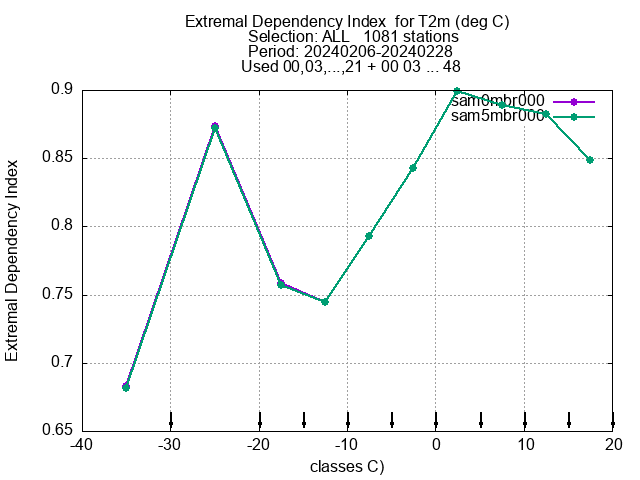 Extremal Dependency Index  for T2m (deg C)
Selection: ALL   1081 stations
Period: 20240206-20240228
Used 00,03,...,21 + 00 03 ... 48
sam0mbr000
sam5mbr000
0.9
0.85
0.8
0.75
0.7
0.65
Extremal Dependency Index
-40
-30
-20
-10
0
10
20
classes C)